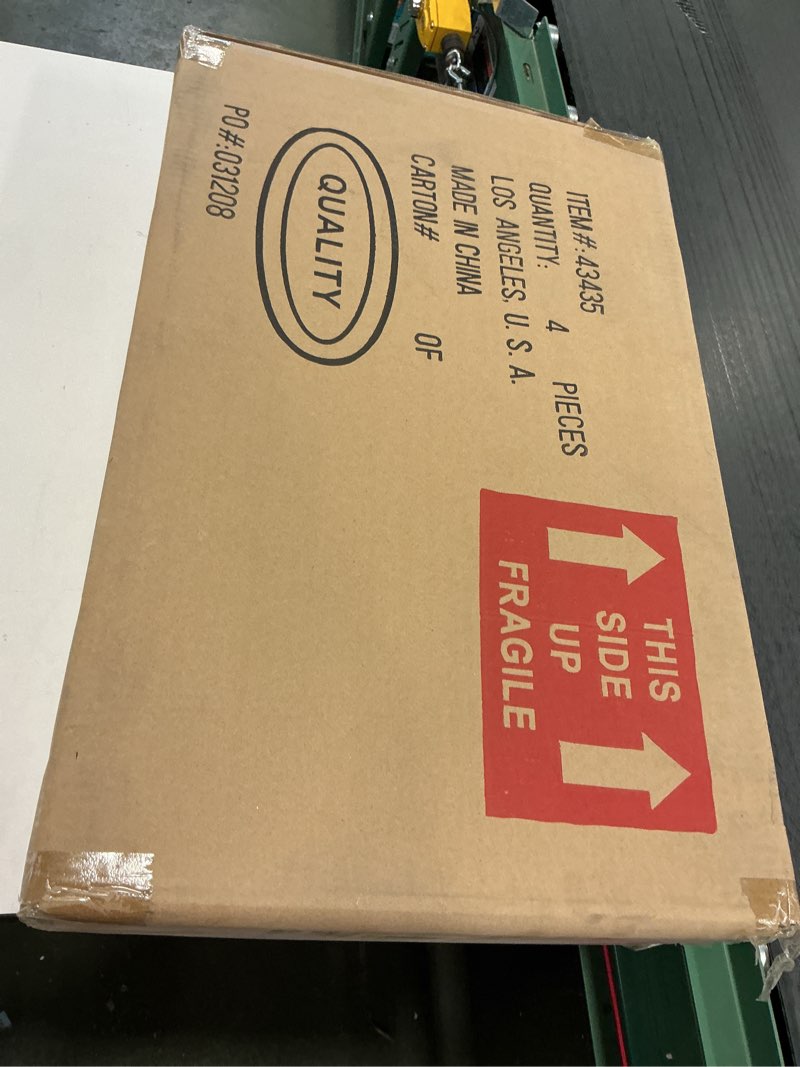 ITEM#:43435
QUANTITY: 4 PIECES
LOS ANGELES, U. S. A.
MADE IN CHINA
CARTON# OF
QUALITY
PO#:031208
THIS
SIDE
UP
FRAGILE